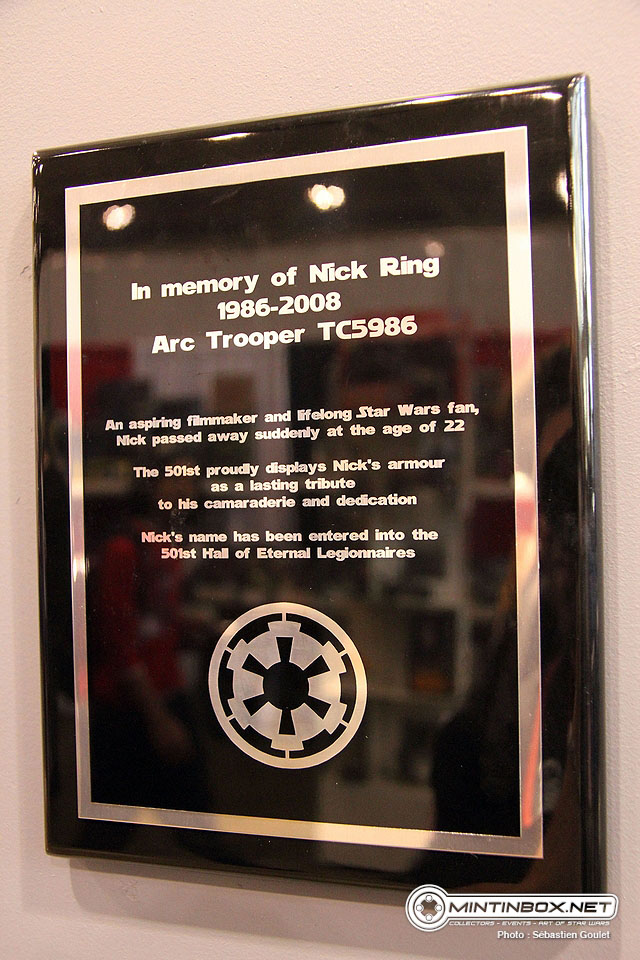 In memory of Nick Ring
1986-2008
Arc Trooper TC5986
An aspiring filmmaker and lifelong Star Wars fan,
Nick passed away suddenly at the age of 22
The 501st proudly displays Nick's armour
as a lasting tribute
to his camaraderie and dedication
Nick's name has been entered into the
501st Hall of Eternal Legionnaires
MINTINBOX.NET
COLLECTORS - EVENTS - ART OF STAR WARS
Photo : Sébastien Goulet